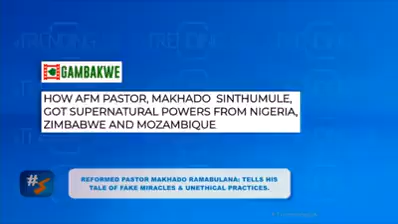 TRENDING
GAMBAKWE
HOW AFM PASTOR, MAKHADO SINTHUMULE,
GOT SUPERNATURAL POWERS FROM NIGERIA,
ZIMBABWE AND MOZAMBIQUE
#S
REFORMED PASTOR MAKHADO RAMABULANA: TELLS HIS
TALE OF FAKE MIRACLES & UNETHICAL PRACTICES.